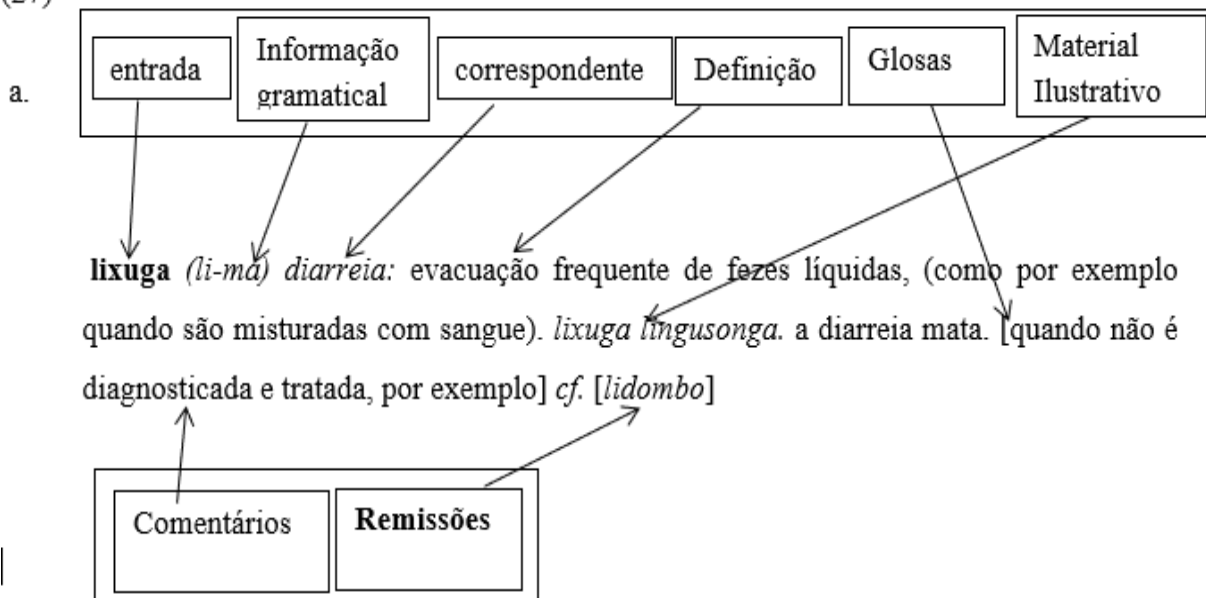 (27)
entrada
Informação
gramatical
correspondente
Definição
Glosas
Material
Ilustrativo
a.
lixuga (li-ma) diarreia: evacuação frequente de fezes líquidas, (como por exemplo
quando são misturadas com sangue). lixuga lingusonga. a diarreia mata. [quando não é
diagnosticada e tratada, por exemplo] cf. [lidombo]
Comentários
Remissões